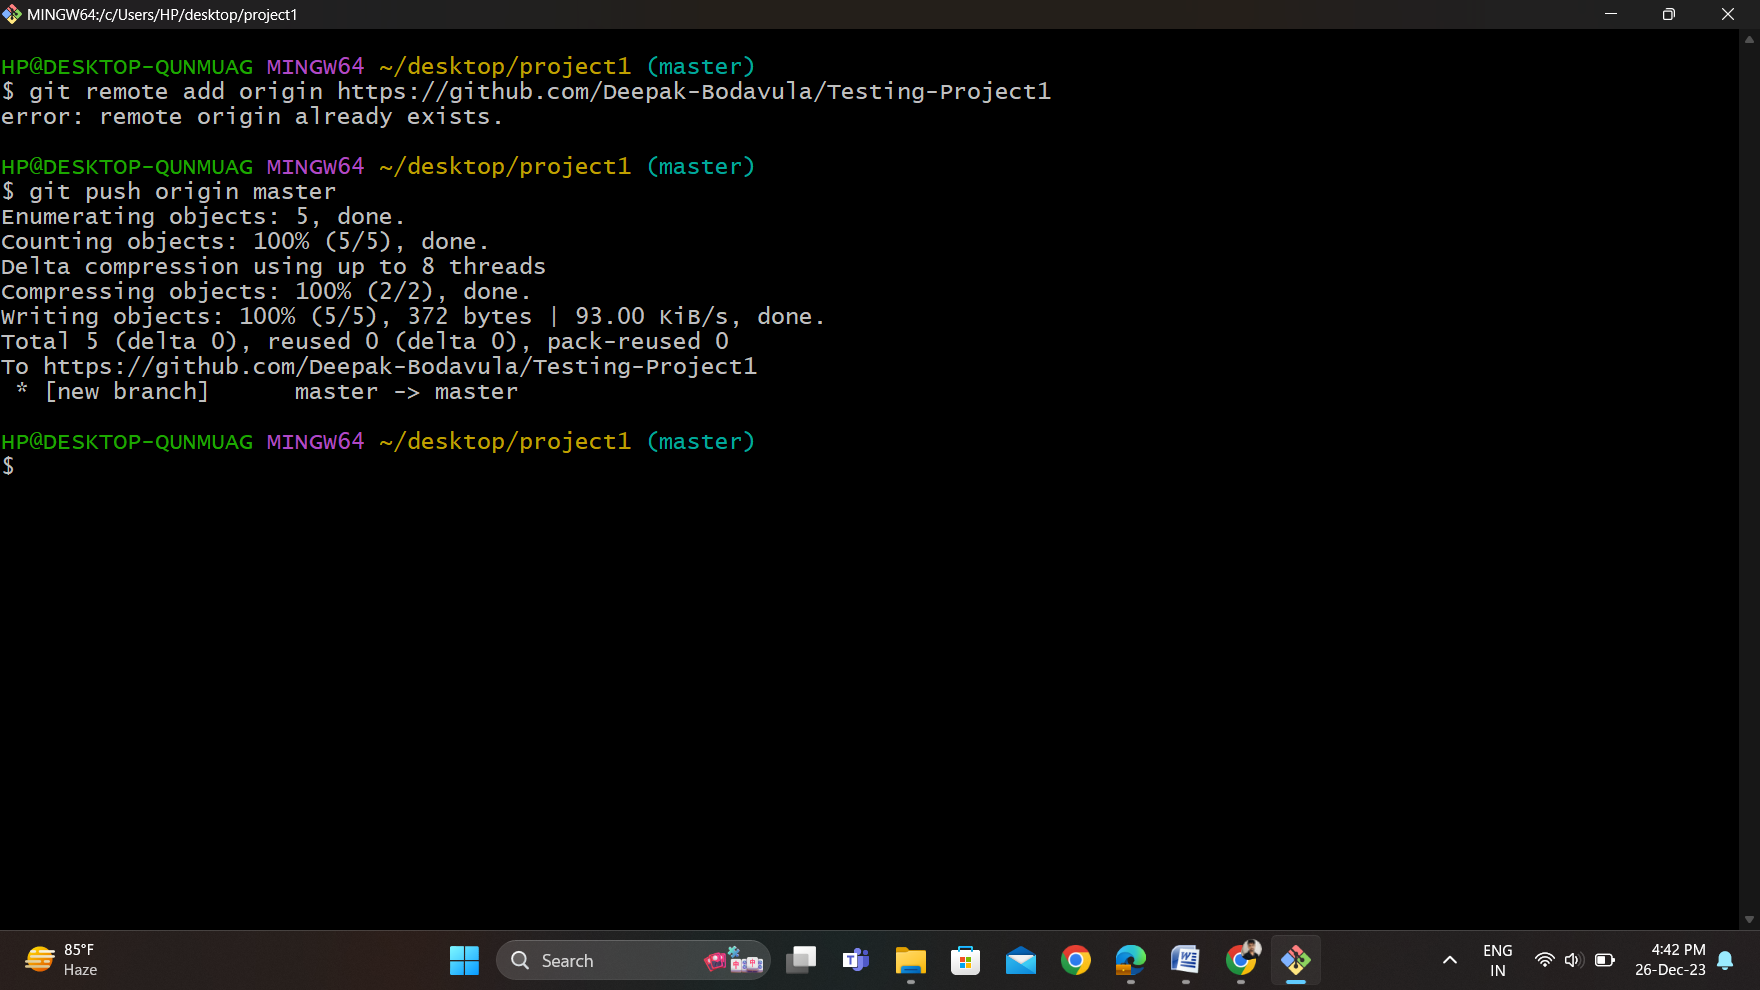 MINGW64:/c/Users/HP/desktop/project1
HP@DESKTOP-QUNMUAG MINGW64 ~/desktop/project1 (master)
$ git remote add origin https://github.com/Deepak-Bodavula/Testing-Project1
error: remote origin already exists.
HP@DESKTOP-QUNMUAG MINGW64 ~/desktop/project1 (master)
$ git push origin master
Enumerating objects: 5, done.
Counting objects: 100% (5/5), done.
Delta compression using up to 8 threads
Compressing objects: 100% (2/2), done.
Writing objects: 100% (5/5), 372 bytes | 93.00 KiB/s, done.
Total 5 (delta 0), reused 0 (delta 0), pack-reused 0
To https://github.com/Deepak-Bodavula/Testing-Project1
 * [new branch]      master -> master
HP@DESKTOP-QUNMUAG MINGW64 ~/desktop/project1 (master)
$
85°F
Haze
Search
ENG
IN
4:42 PM
26-Dec-23